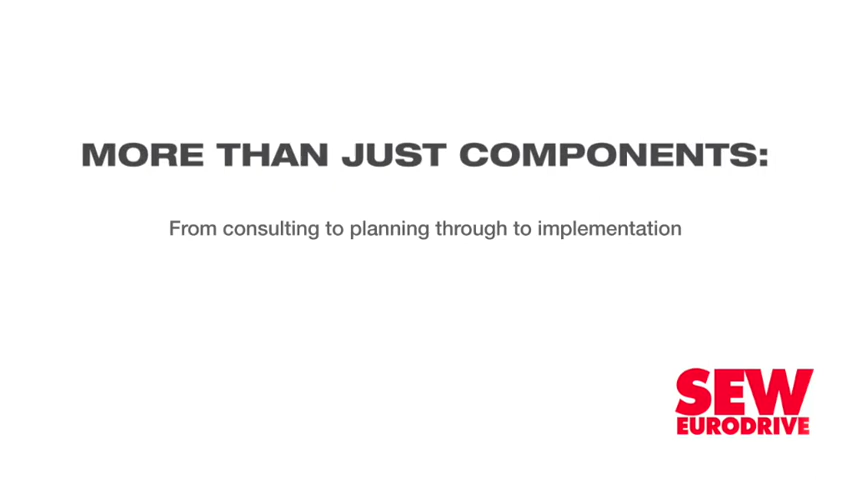 MORE THAN JUST COMPONENTS:
From consulting to planning through to implementation
SEW
EURODRIVE